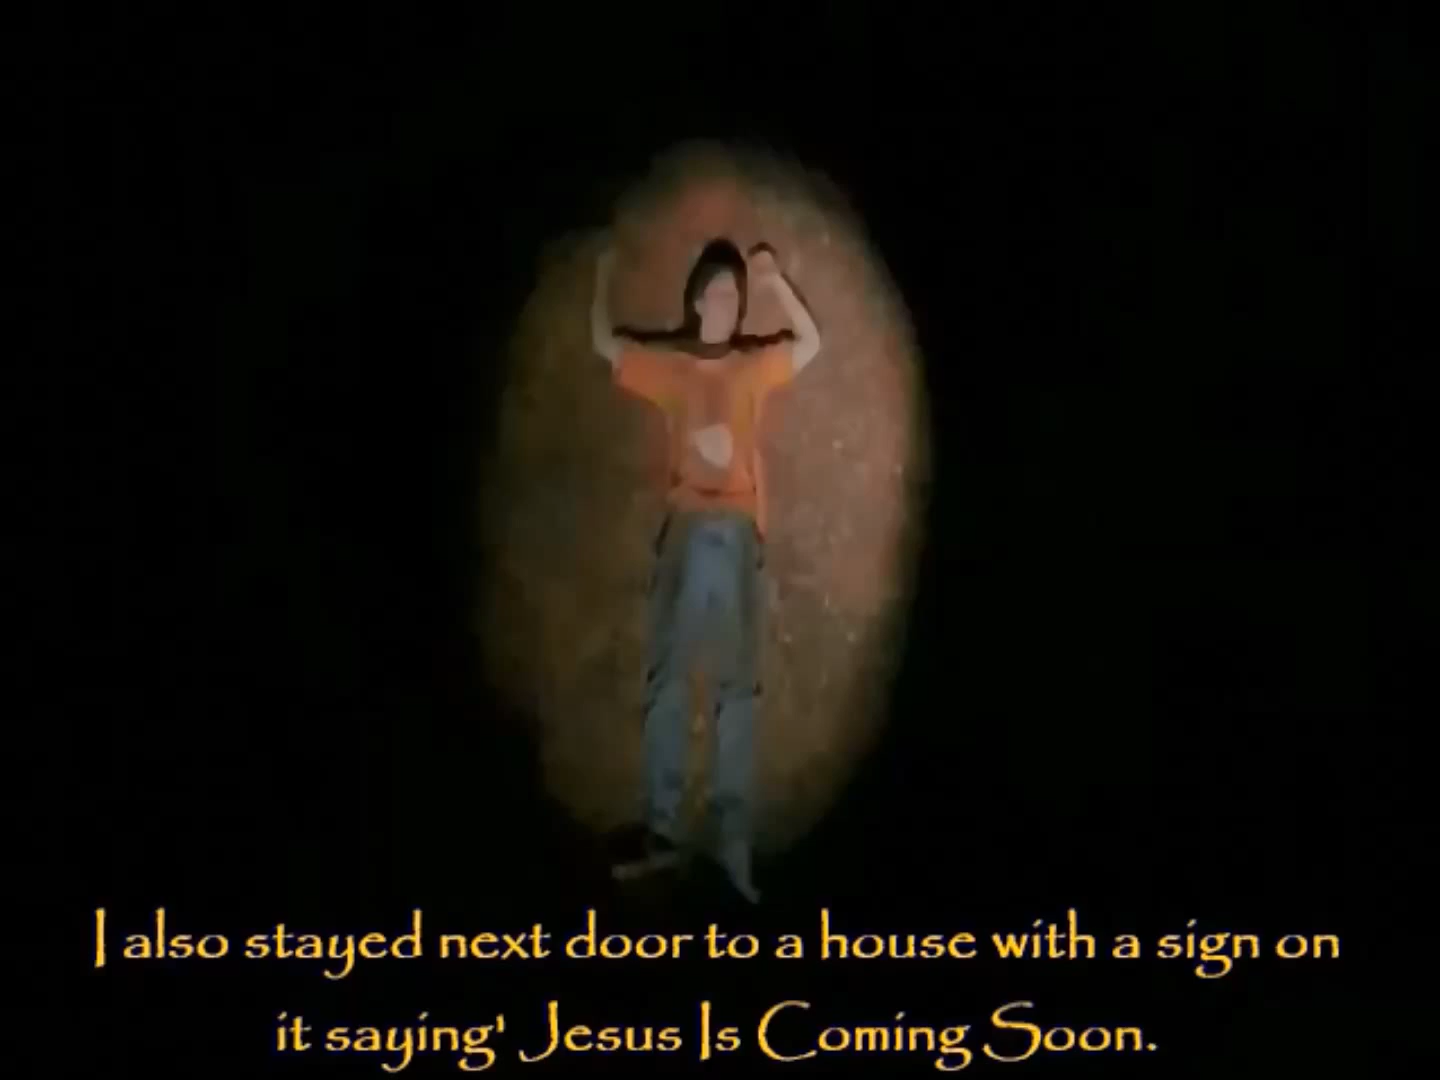 I also stayed next door to a house with a sign on
it saying' Jesus Is Coming Soon.